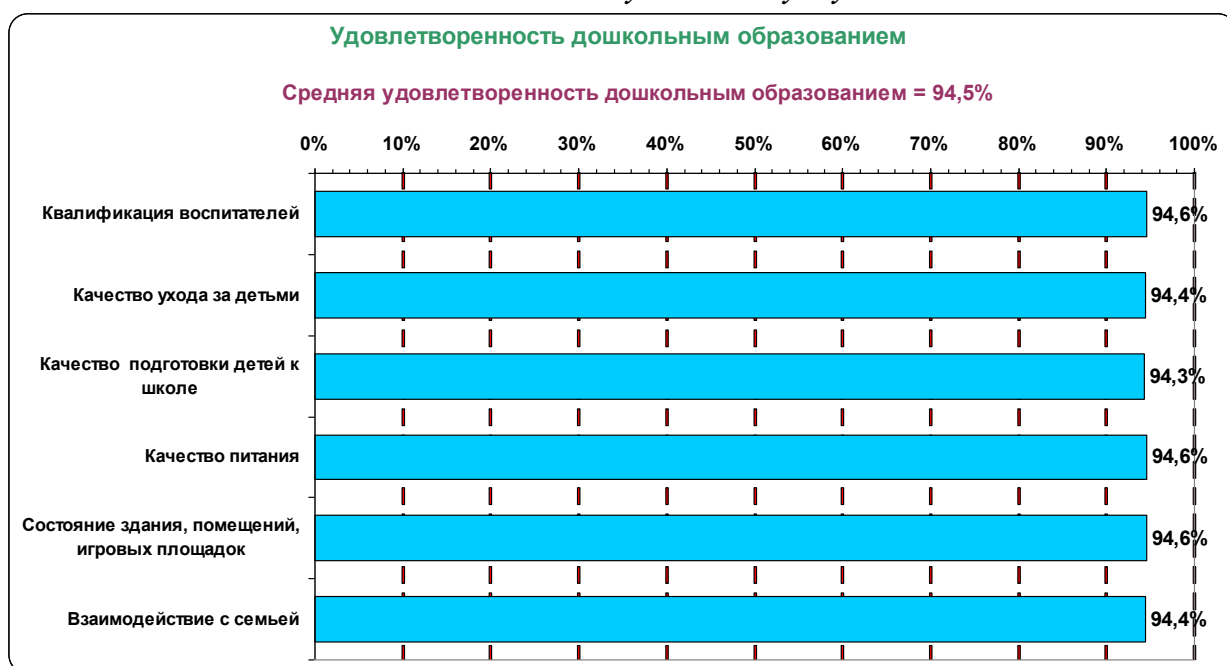 Удовлетворенность дошкольным образованием
Средняя удовлетворенность дошкольным образованием = 94,5%
0% 10% 20% 30% 40% 50% 60% 70% 80% 90% 100%
Квалификация воспитателей 94,6%
Качество ухода за детьми 94,4%
Качество подготовки детей к
школе 94,3%
Качество питания 94,6%
Состояние здания, помещений,
игровых площадок 94,6%
Взаимодействие с семьей 94,4%